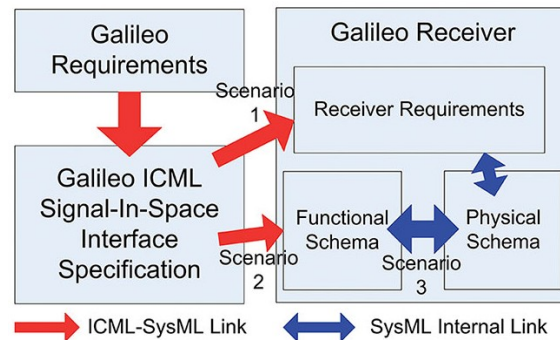 Galileo
Requirements
Galileo Receiver
Scenario
1
Receiver Requirements
Galileo ICML
Signal-In-Space
Interface
Specification
Scenario
2
Functional
Schema
Physical
Schema
Scenario
3
ICML-SysML Link
SysML Internal Link